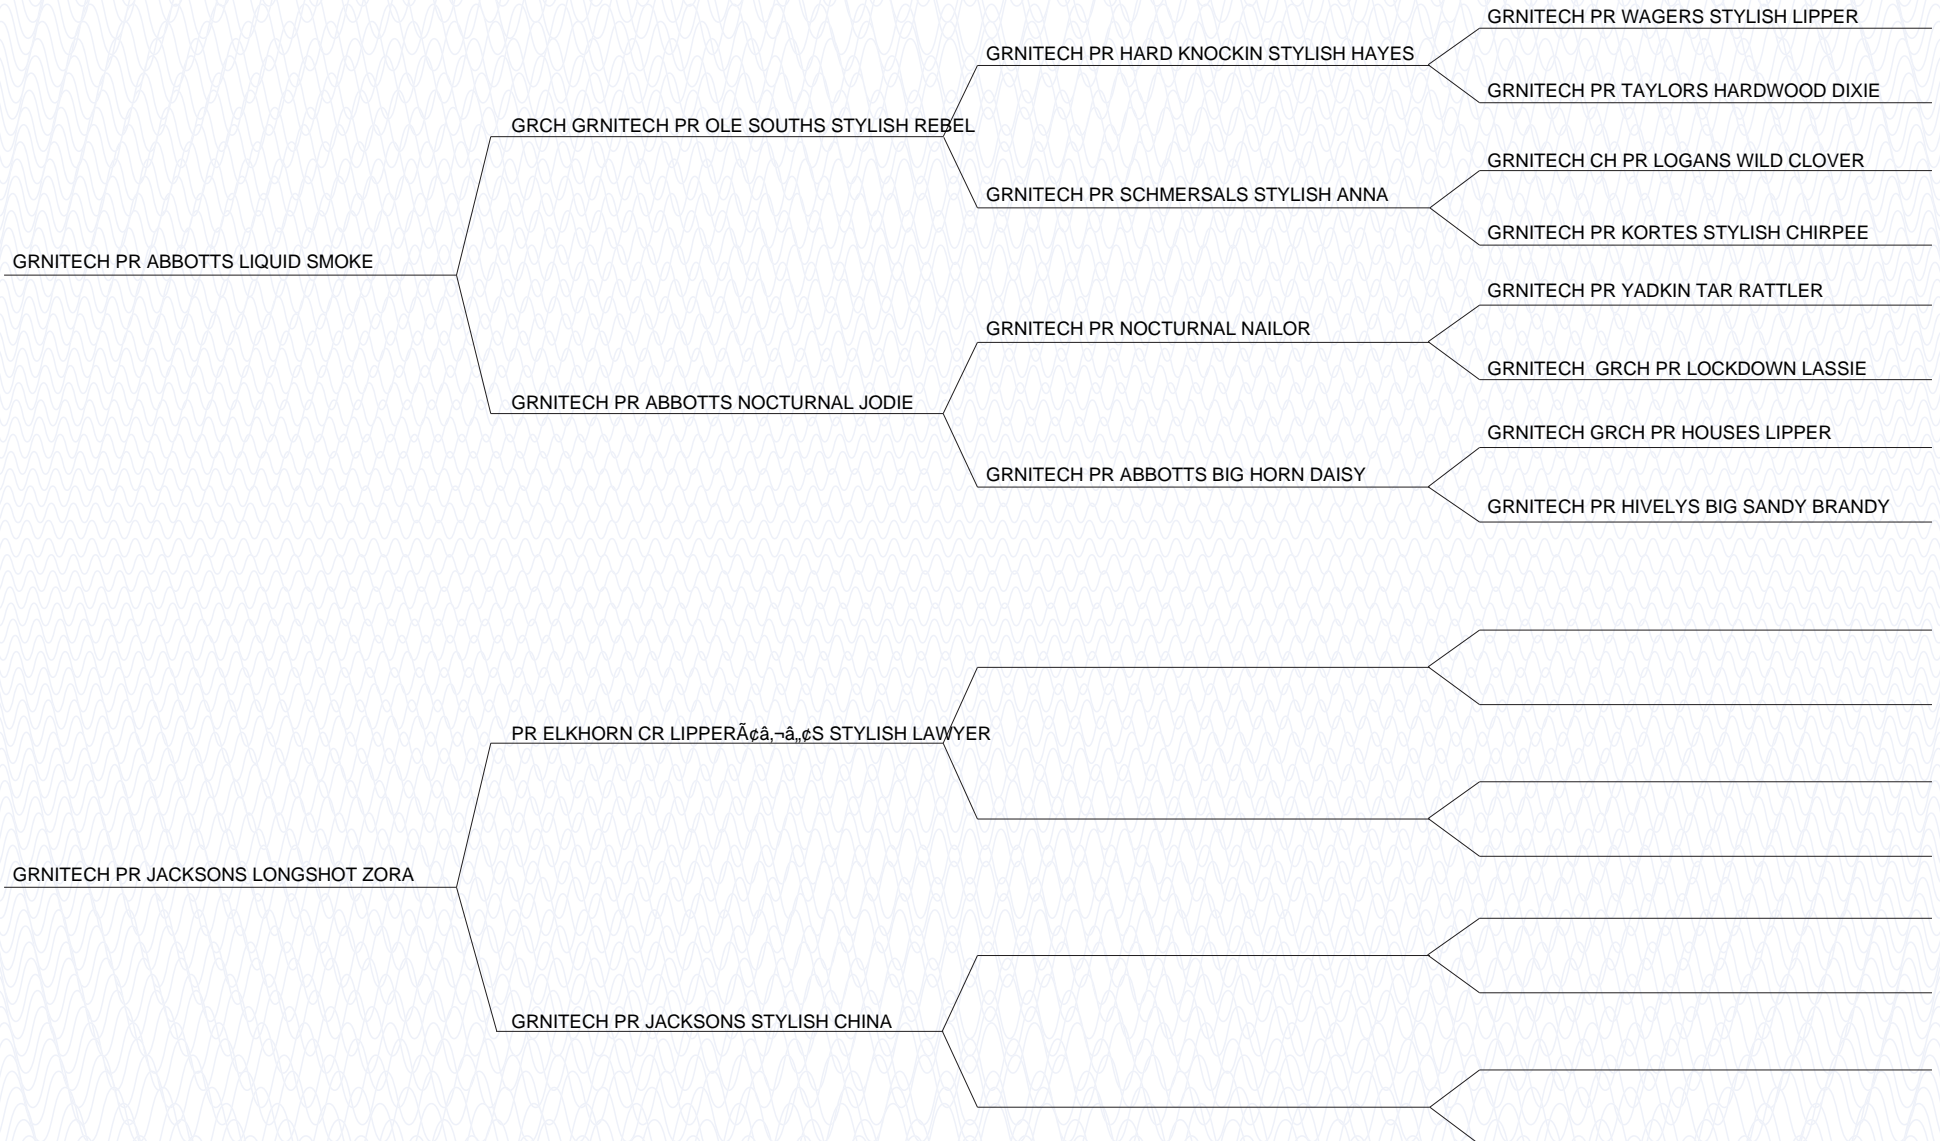 GRNITECH PR WAGERS STYLISH LIPPER
GRNITECH PR HARD KNOCKIN STYLISH HAYES
GRNITECH PR TAYLORS HARDWOOD DIXIE
GRCH GRNITECH PR OLE SOUTHS STYLISH REBEL
GRNITECH CH PR LOGANS WILD CLOVER
GRNITECH PR SCHMERSALS STYLISH ANNA
GRNITECH PR KORTES STYLISH CHIRPEE
GRNITECH PR ABBOTTS LIQUID SMOKE
GRNITECH PR YADKIN TAR RATTLER
GRNITECH PR NOCTURNAL NAILOR
GRNITECH  GRCH PR LOCKDOWN LASSIE
GRNITECH PR ABBOTTS NOCTURNAL JODIE
GRNITECH GRCH PR HOUSES LIPPER
GRNITECH PR ABBOTTS BIG HORN DAISY
GRNITECH PR HIVELYS BIG SANDY BRANDY
PR ELKHORN CR LIPPERÃ¢â‚¬â„¢S STYLISH LAWYER
GRNITECH PR JACKSONS LONGSHOT ZORA
GRNITECH PR JACKSONS STYLISH CHINA